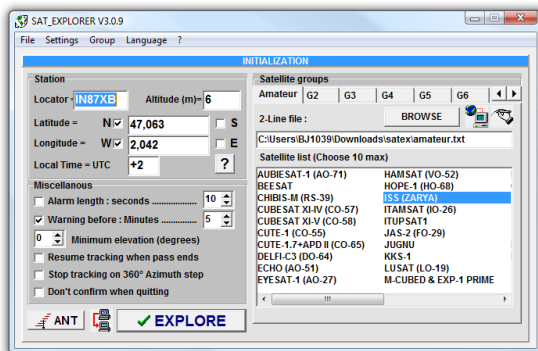 SAT_EXPLORER V3.0.9
File Settings Group Language ?
INITIALIZATION
Station
Locator - IN87XB Altitude (m)= 6
Latitude = N 47,063 S
Longitude = W 2,042 E
Local Time = UTC +2 ?
Miscellanous
Alarm length : seconds .................. 10
Warning before : Minutes ............. 5
0 Minimum elevation (degrees)
Resume tracking when pass ends
Stop tracking on 360° Azimuth step
Don't confirm when quitting
ANT EXPLORE
Satellite groups
Amateur G2 G3 G4 G5 G6
2-Line file : BROWSE
C:\Users\BJ1039\Downloads\satex\amateur.txt
Satellite list (Choose 10 max)
AUBIESAT-1 (AO-71) HAMSAT (VO-52)
BEESAT HOPE-1 (HO-68)
CHIBIS-M (RS-39) ISS (ZARYA)
CUBESAT XI-IV (CO-57) ITAMSAT (IO-26)
CUBESAT XI-V (CO-58) ITUPSAT1
CUTE-1 (CO-55) JAS-2 (FO-29)
CUTE-1.7+APD II (CO-65) JUGNU
DELFI-C3 (DO-64) KKS-1
ECHO (AO-51) LUSAT (LO-19)
EYESAT-1 (AO-27) M-CUBED & EXP-1 PRIME